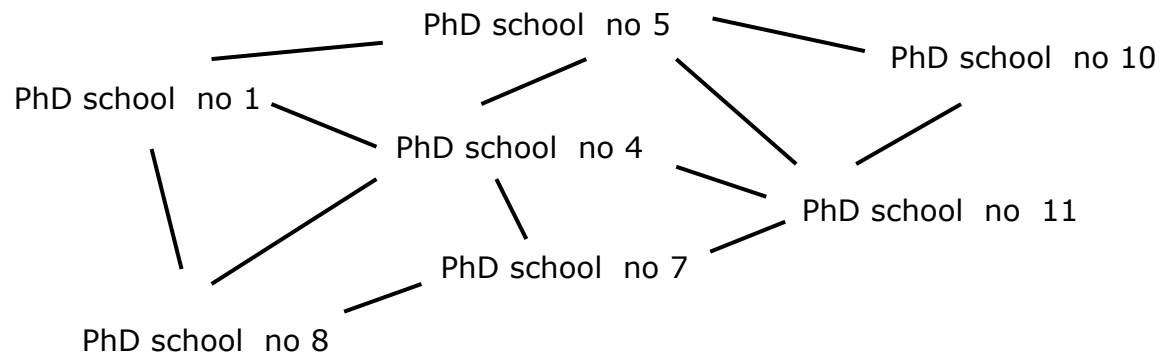 PhD school no 5
PhD school no 10
PhD school no 1
PhD school no 4
PhD school no 11
PhD school no 7
PhD school no 8